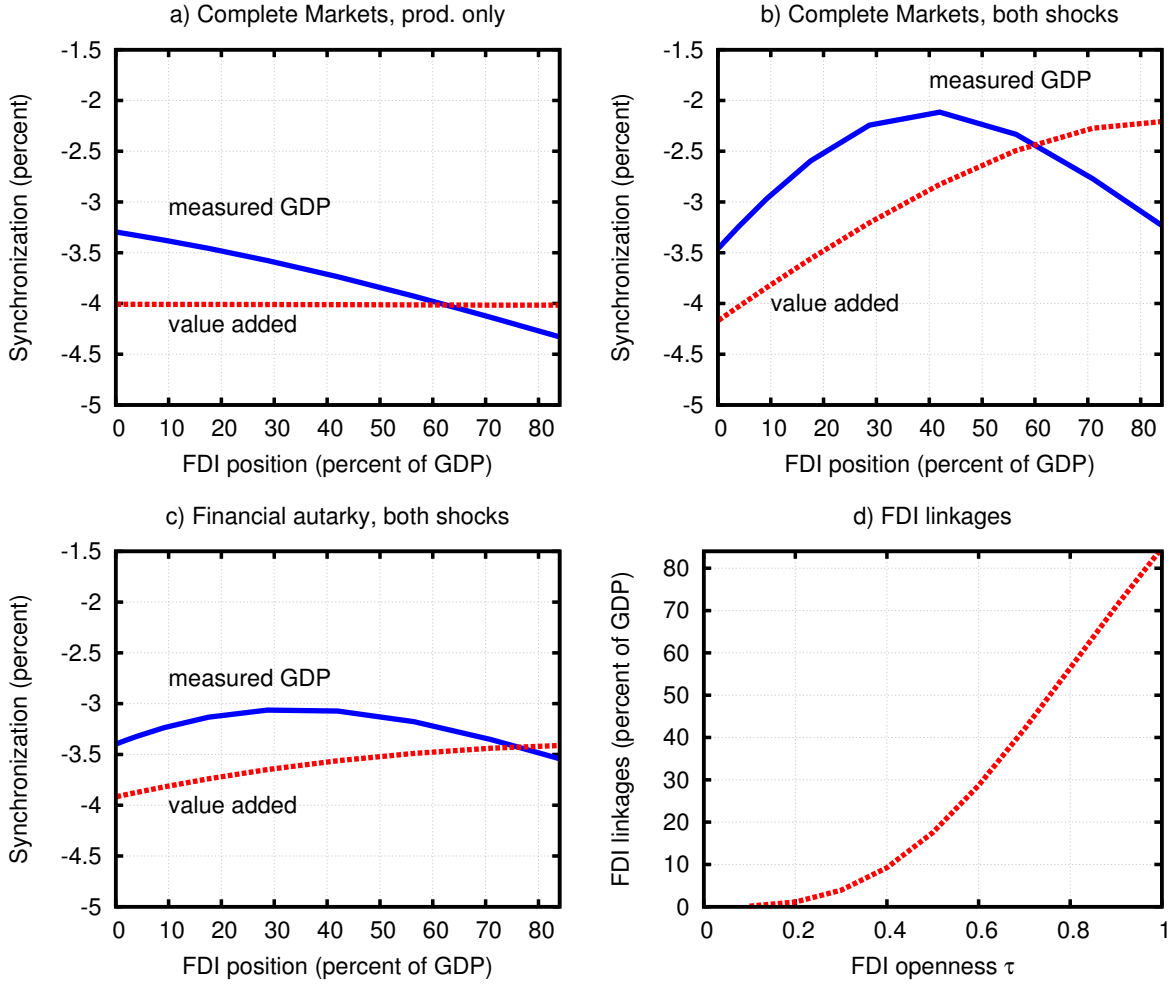 a) Complete Markets, prod. only
Synchronization (percent)
-1.5
-2
-2.5
-3
-3.5
-4
-4.5
-5
measured GDP
value added
0 10 20 30 40 50 60 70 80
FDI position (percent of GDP)
b) Complete Markets, both shocks
Synchronization (percent)
-1.5
-2
-2.5
-3
-3.5
-4
-4.5
-5
measured GDP
value added
0 10 20 30 40 50 60 70 80
FDI position (percent of GDP)
c) Financial autarky, both shocks
Synchronization (percent)
-1.5
-2
-2.5
-3
-3.5
-4
-4.5
-5
measured GDP
value added
0 10 20 30 40 50 60 70 80
FDI position (percent of GDP)
d) FDI linkages
FDI linkages (percent of GDP)
80
70
60
50
40
30
20
10
0
0 0.2 0.4 0.6 0.8 1
FDI openness τ